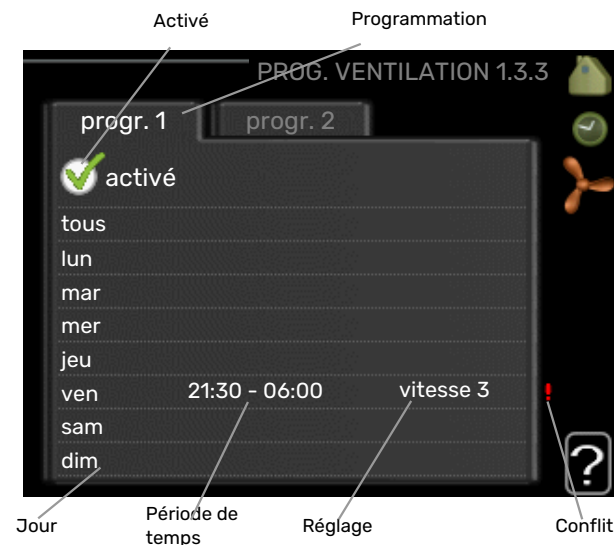 Activé
Programmation
PROG. VENTILATION 1.3.3
progr. 1
progr. 2
activé
tous
lun
mar
mer
jeu
ven 21:30 - 06:00 vitesse 3 !
sam
dim
?
Jour
Période de
temps
Réglage
Conflit